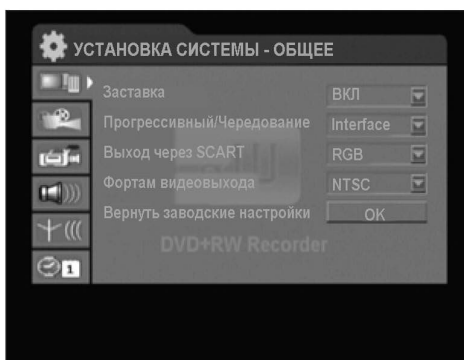 УСТАНОВКА СИСТЕМЫ - ОБЩЕЕ
Заставка ВКЛ
Прогрессивный/Чередование Interface
Выход через SCART RGB
Фортам видеовыхода NTSC
Вернуть заводские настройки OK
DVD+RW Recorder
1